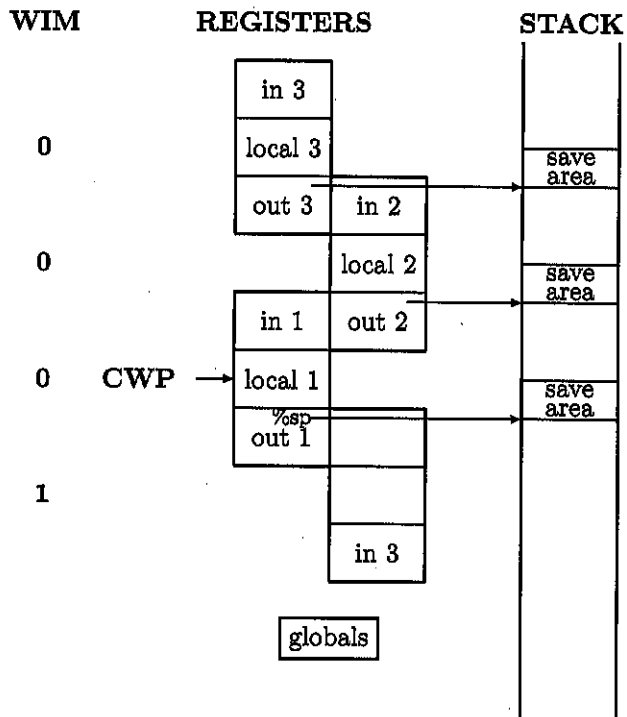 WIM REGISTERS STACK
in 3
0 local 3 save
area
out 3 in 2
0 local 2 save
area
in 1 out 2
0 CWP local 1 save
area
%sp
out 1
1
in 3
globals